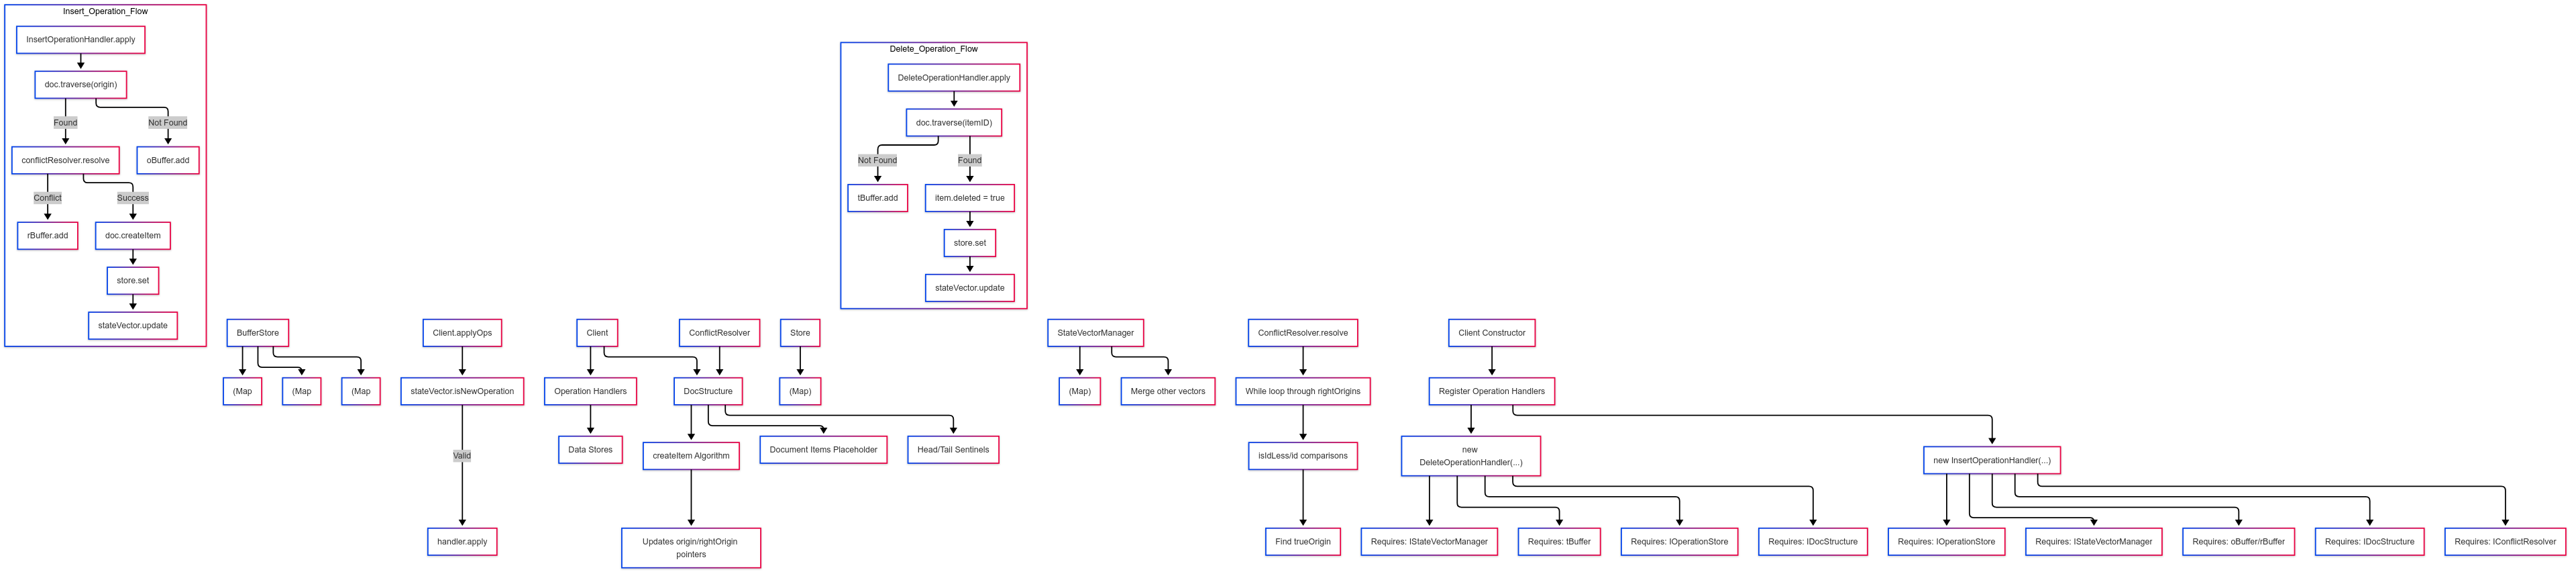 Insert_Operation_Flow
InsertOperationHandler.apply
doc.traverse(origin)
Found
Not Found
conflictResolver.resolve
oBuffer.add
Conflict
Success
rBuffer.add
doc.createItem
store.set
stateVector.update
Delete_Operation_Flow
DeleteOperationHandler.apply
doc.traverse(itemID)
Not Found
Found
tBuffer.add
item.deleted = true
store.set
stateVector.update
BufferStore
(Map
(Map
(Map
Client.applyOps
stateVector.isNewOperation
Valid
handler.apply
Client
ConflictResolver
Operation Handlers
DocStructure
Data Stores
createItem Algorithm
Document Items Placeholder
Head/Tail Sentinels
Updates origin/rightOrigin
pointers
Store
(Map)
StateVectorManager
(Map)
Merge other vectors
ConflictResolver.resolve
While loop through rightOrigins
isIdLess/id comparisons
Find trueOrigin
Client Constructor
Register Operation Handlers
new
DeleteOperationHandler(...)
new InsertOperationHandler(...)
Requires: IStateVectorManager
Requires: tBuffer
Requires: IOperationStore
Requires: IDocStructure
Requires: IOperationStore
Requires: IStateVectorManager
Requires: oBuffer/rBuffer
Requires: IDocStructure
Requires: IConflictResolver